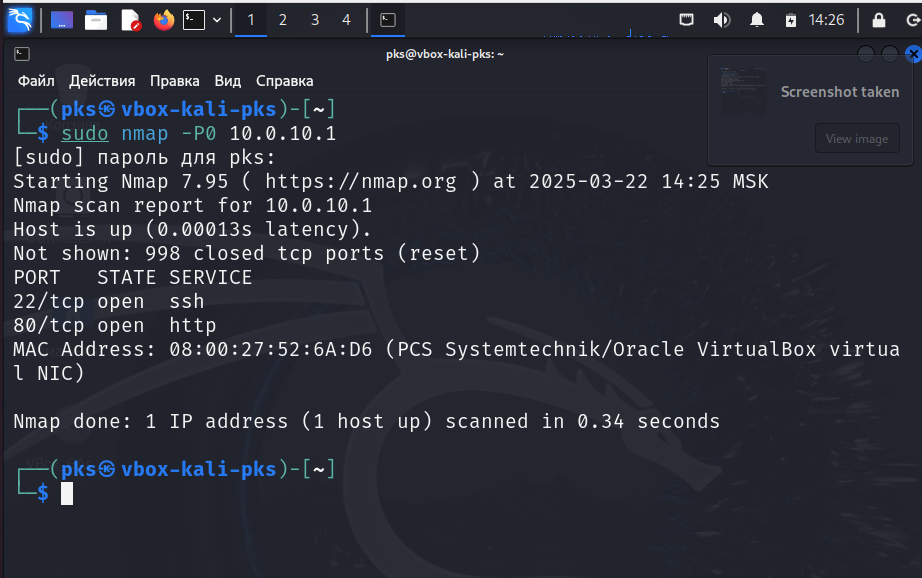 1 2 3 4 14:26
pks@vbox-kali-pks: ~
Файл Действия Правка Вид Справка
Screenshot taken
View image
┌──(pks㉿vbox-kali-pks)-[~]
└─$ sudo nmap -P0 10.0.10.1
[sudo] пароль для pks:
Starting Nmap 7.95 ( https://nmap.org ) at 2025-03-22 14:25 MSK
Nmap scan report for 10.0.10.1
Host is up (0.00013s latency).
Not shown: 998 closed tcp ports (reset)
PORT   STATE SERVICE
22/tcp open  ssh
80/tcp open  http
MAC Address: 08:00:27:52:6A:D6 (PCS Systemtechnik/Oracle VirtualBox virtua
l NIC)
Nmap done: 1 IP address (1 host up) scanned in 0.34 seconds
┌──(pks㉿vbox-kali-pks)-[~]
└─$